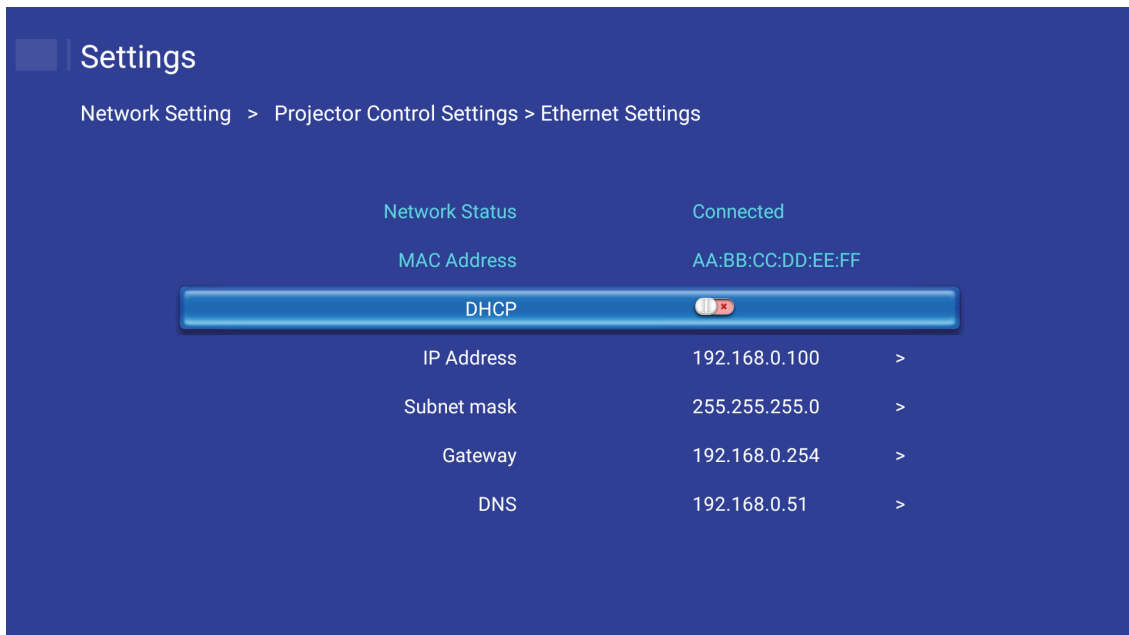 Settings
Network Setting > Projector Control Settings > Ethernet Settings
Network Status Connected
MAC Address AA:BB:CC:DD:EE:FF
DHCP
IP Address 192.168.0.100 >
Subnet mask 255.255.255.0 >
Gateway 192.168.0.254 >
DNS 192.168.0.51 >